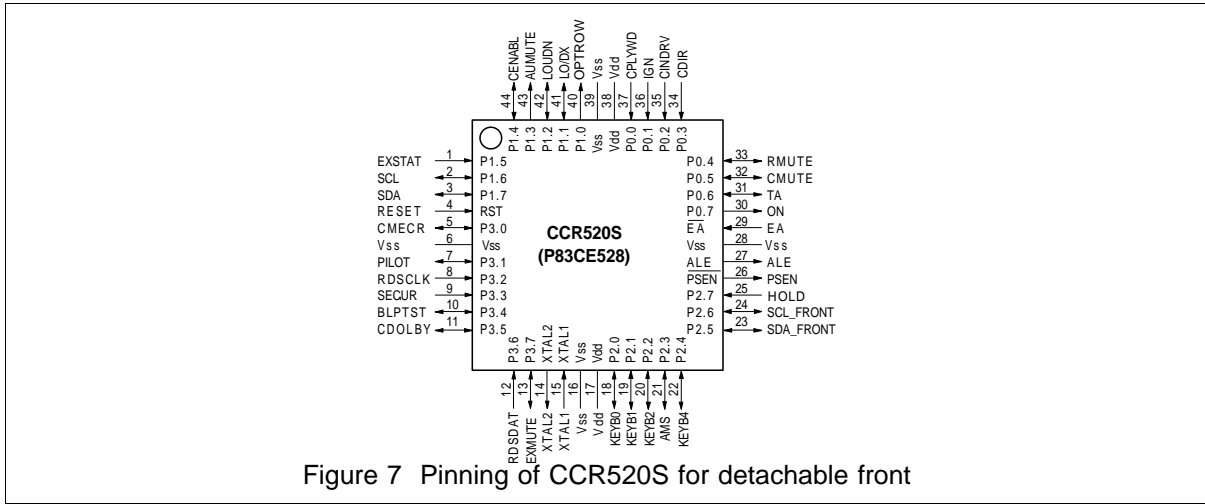 CENABL
AUMUTE
LOUDN
LO/DX
OPTROW
Vss
Vdd
CPLYWD
IGN
CINDRV
CDIR
44
43
42
41
40
39
38
37
36
35
34
P1.4
P1.3
P1.2
P1.1
P1.0
Vss
Vdd
P0.0
P0.1
P0.2
P0.3
EXSTAT 1 P1.5
SCL 2 P1.6
SDA 3 P1.7
RESET 4 RST
CMECR 5 P3.0
Vss 6 Vss
PILOT 7 P3.1
RDSCLK 8 P3.2
SECUR 9 P3.3
BLPTST 10 P3.4
CDOLBY 11 P3.5
CCR520S
(P83CE528)
P0.4 33 RMUTE
P0.5 32 CMUTE
P0.6 31 TA
P0.7 30 ON
EA 29 EA
Vss 28 Vss
ALE 27 ALE
PSEN 26 PSEN
P2.7 25 HOLD
P2.6 24 SCL_FRONT
P2.5 23 SDA_FRONT
P3.6
P3.7
XTAL2
XTAL1
Vss
Vdd
P2.0
P2.1
P2.2
P2.3
P2.4
12
13
14
15
16
17
18
19
20
21
22
RDSDAT
EXMUTE
XTAL2
XTAL1
Vss
Vdd
KEYB0
KEYB1
KEYB2
AMS
KEYB4
Figure 7 Pinning of CCR520S for detachable front